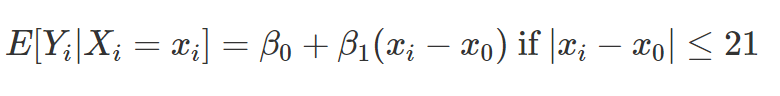 E[Y_i|X_i = x_i] = β_0 + β_1(x_i − x_0) if |x_i − x_0| ≤ 21